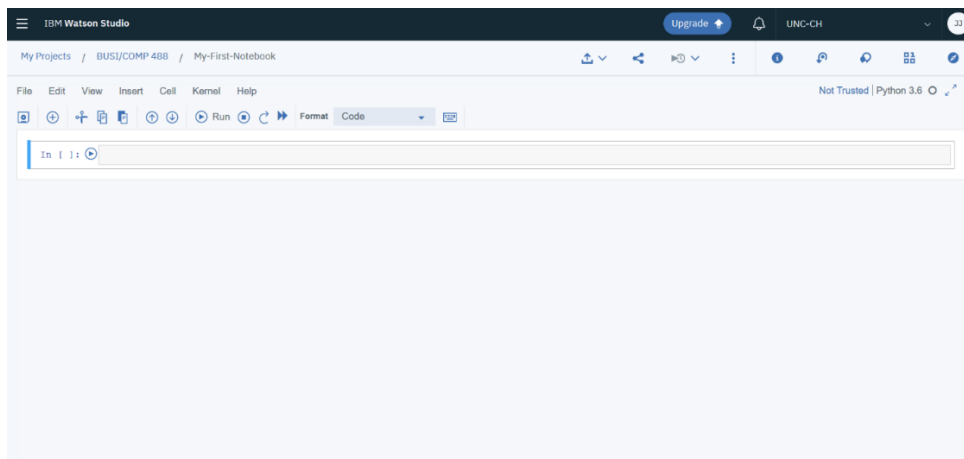 IBM Watson Studio Upgrade UNC-CH JJ
My Projects / BUSI/COMP 488 / My-First-Notebook
File Edit View Insert Cell Kernel Help Not Trusted | Python 3.6
Run Format Code
In [ ]: